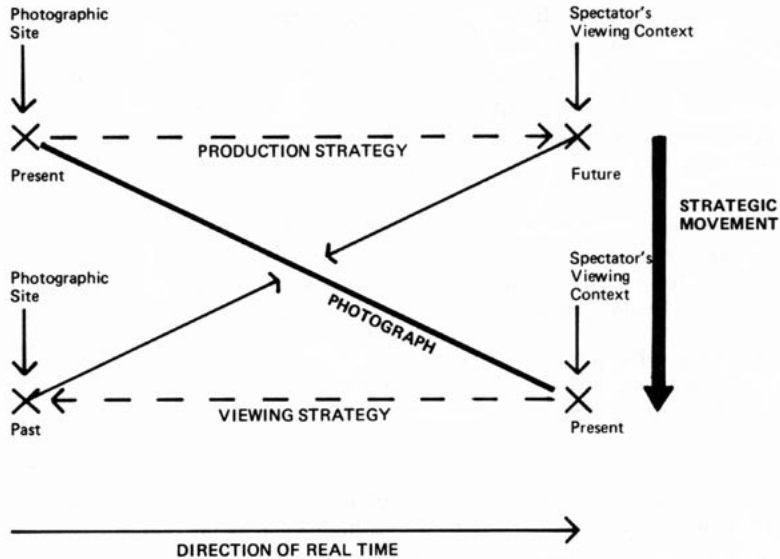 Photographic
Site
Spectator's
Viewing Context
PRODUCTION STRATEGY
Present
Future
STRATEGIC
MOVEMENT
Photographic
Site
Spectator's
Viewing
Context
PHOTOGRAPH
VIEWING STRATEGY
Past
Present
DIRECTION OF REAL TIME